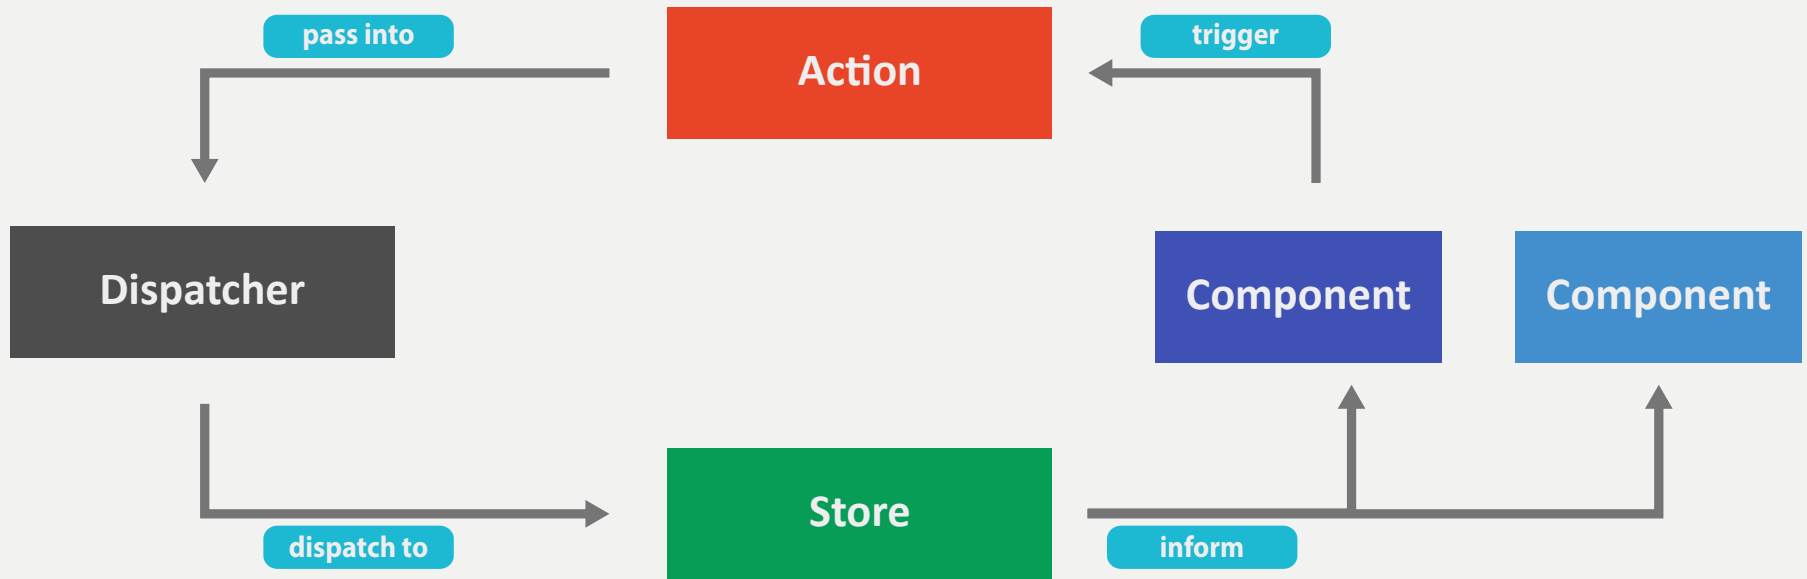 pass into
Action
trigger
Dispatcher
Component
Component
Store
dispatch to
inform